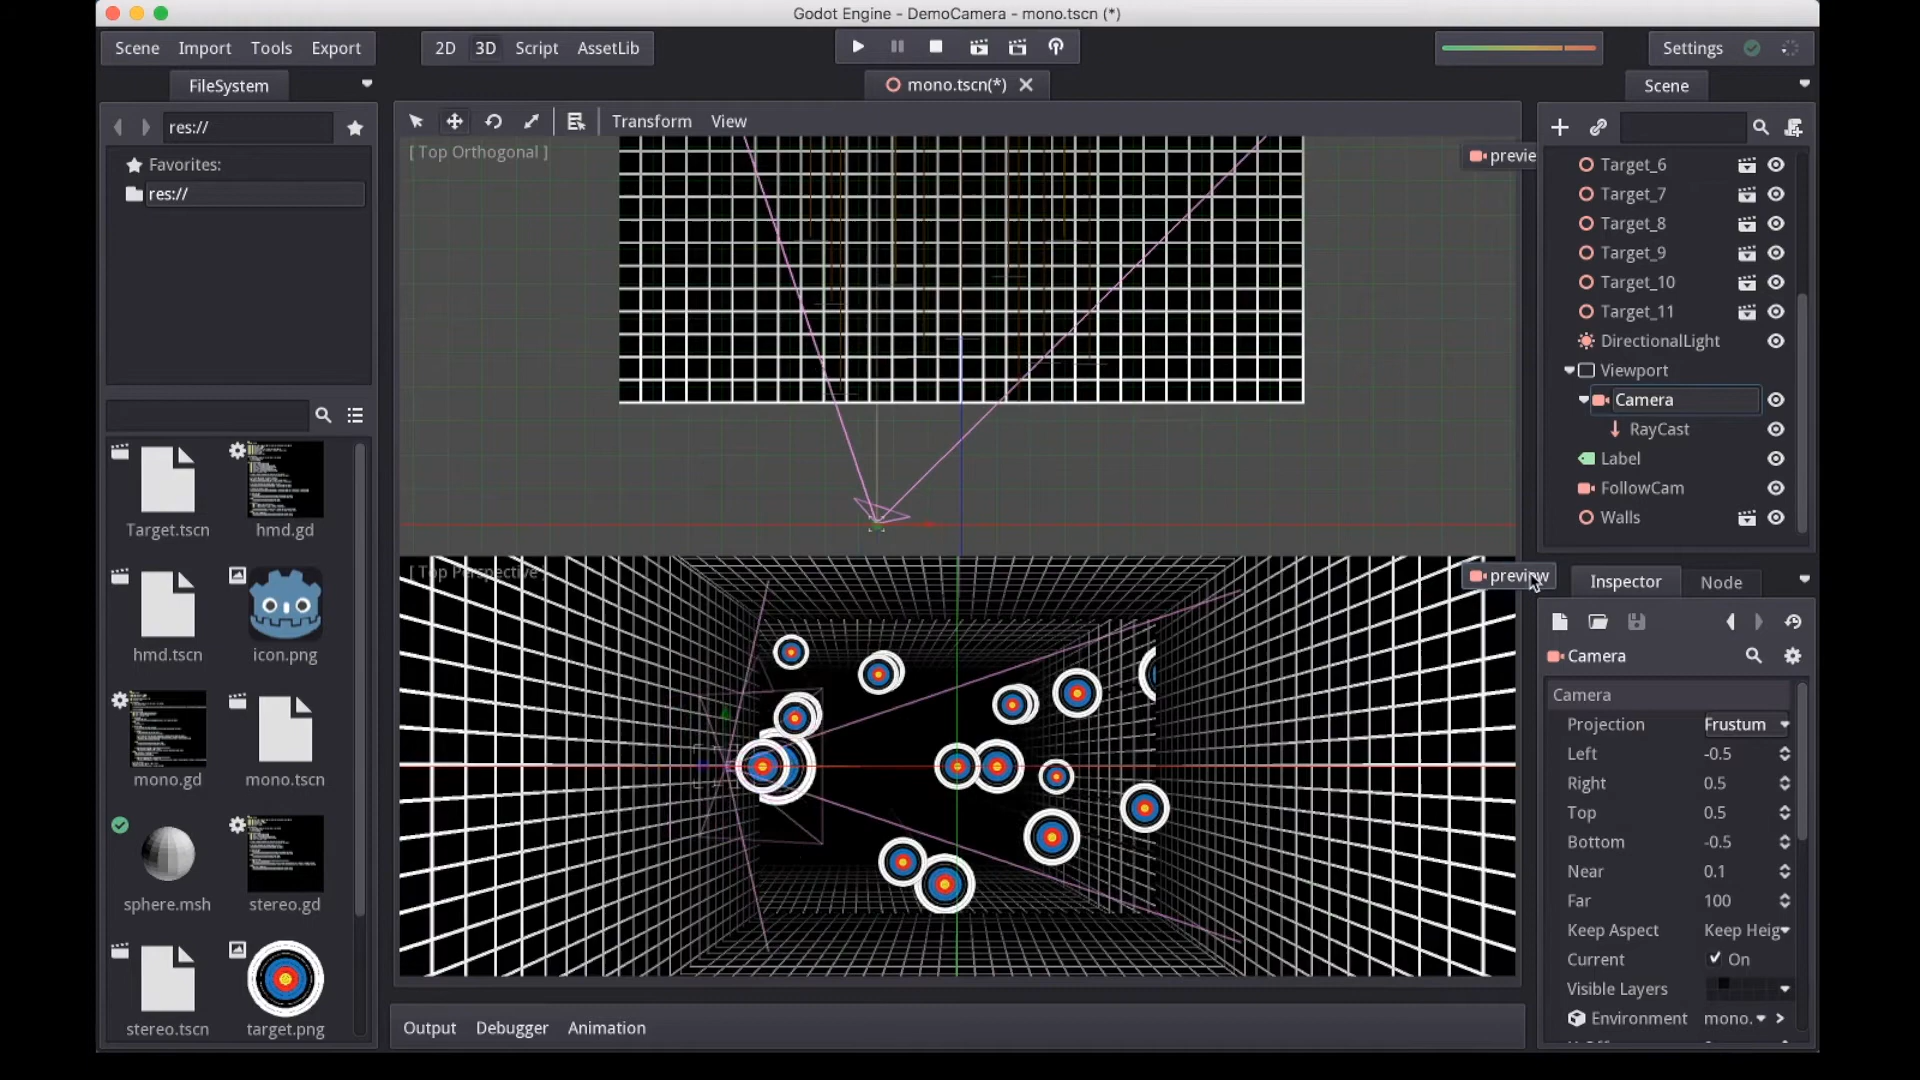 Godot Engine - DemoCamera - mono.tscn (*)
Scene Import Tools Export
2D 3D Script AssetLib
Settings
FileSystem
mono.tscn(*)
Scene
res://
Transform View
Favorites:
res://
[ Top Orthogonal ]
previe
Target_6
Target_7
Target_8
Target_9
Target_10
Target_11
DirectionalLight
Viewport
Camera
RayCast
Label
FollowCam
Walls
Target.tscn
hmd.gd
hmd.tscn
icon.png
mono.gd
mono.tscn
sphere.msh
stereo.gd
stereo.tscn
target.png
[ Top Perspective ]
preview
Inspector Node
Camera
Camera
Projection Frustum
Left -0.5
Right 0.5
Top 0.5
Bottom -0.5
Near 0.1
Far 100
Keep Aspect Keep Heig
Current On
Visible Layers
Environment mono.
Output Debugger Animation